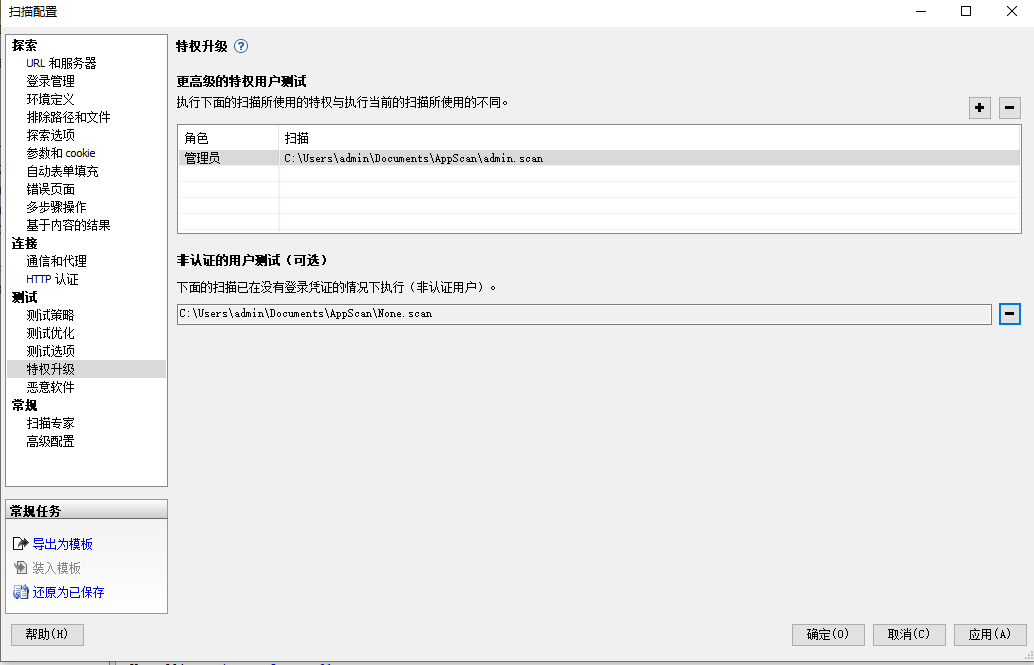 扫描配置
探索
URL 和服务器
登录管理
环境定义
排除路径和文件
探索选项
参数和 cookie
自动表单填充
错误页面
多步骤操作
基于内容的结果
连接
通信和代理
HTTP 认证
测试
测试策略
测试优化
测试选项
特权升级
恶意软件
常规
扫描专家
高级配置
常规任务
导出为模板
装入模板
还原为已保存
特权升级 ?
更高级的特权用户测试
执行下面的扫描所使用的特权与执行当前的扫描所使用的不同。
角色 扫描
管理员 C:\Users\admin\Documents\AppScan\admin.scan
非认证的用户测试（可选）
下面的扫描已在没有登录凭证的情况下执行（非认证用户）。
C:\Users\admin\Documents\AppScan\None.scan
帮助(H) 确定(O) 取消(C) 应用(A)